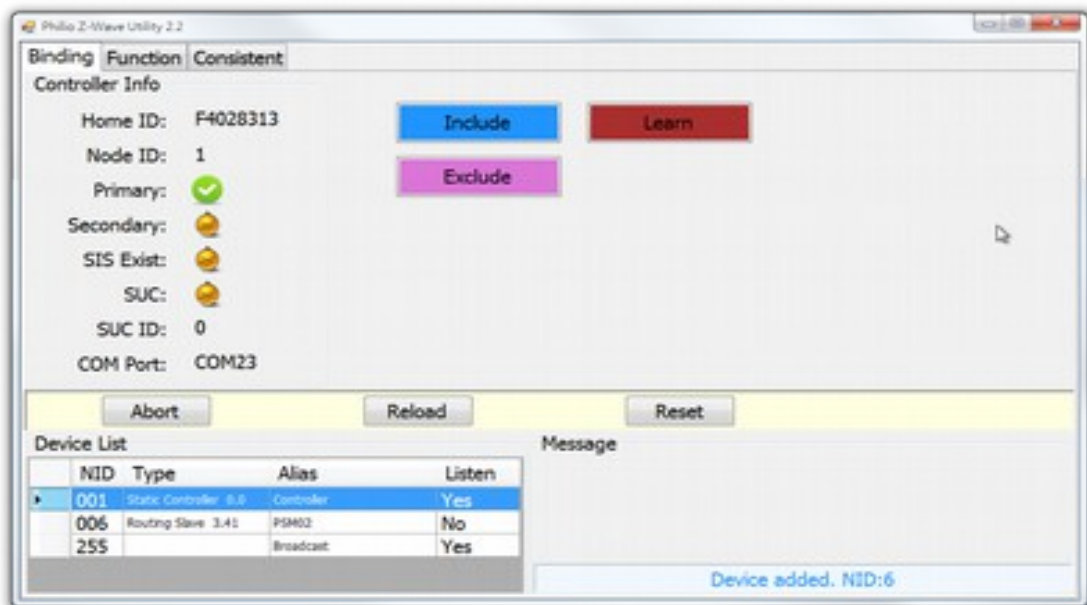 Philio Z-Wave Utility 2.2
Binding Function Consistent
Controller Info
Home ID: F4028313
Include
Learn
Node ID: 1
Exclude
Primary:
Secondary:
SIS Exist:
SUC:
SUC ID: 0
COM Port: COM23
Abort
Reload
Reset
Device List
Message
NID Type Alias Listen
001 Static Controller 0.0 Controller Yes
006 Routing Slave 3.41 PSM02 No
255 Broadcast Yes
Device added. NID:6